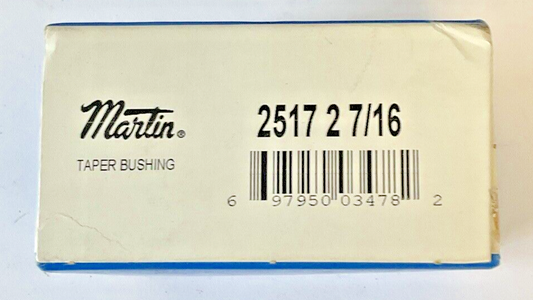 Martin®
2517 2 7/16
TAPER BUSHING
6 97950 03478 2